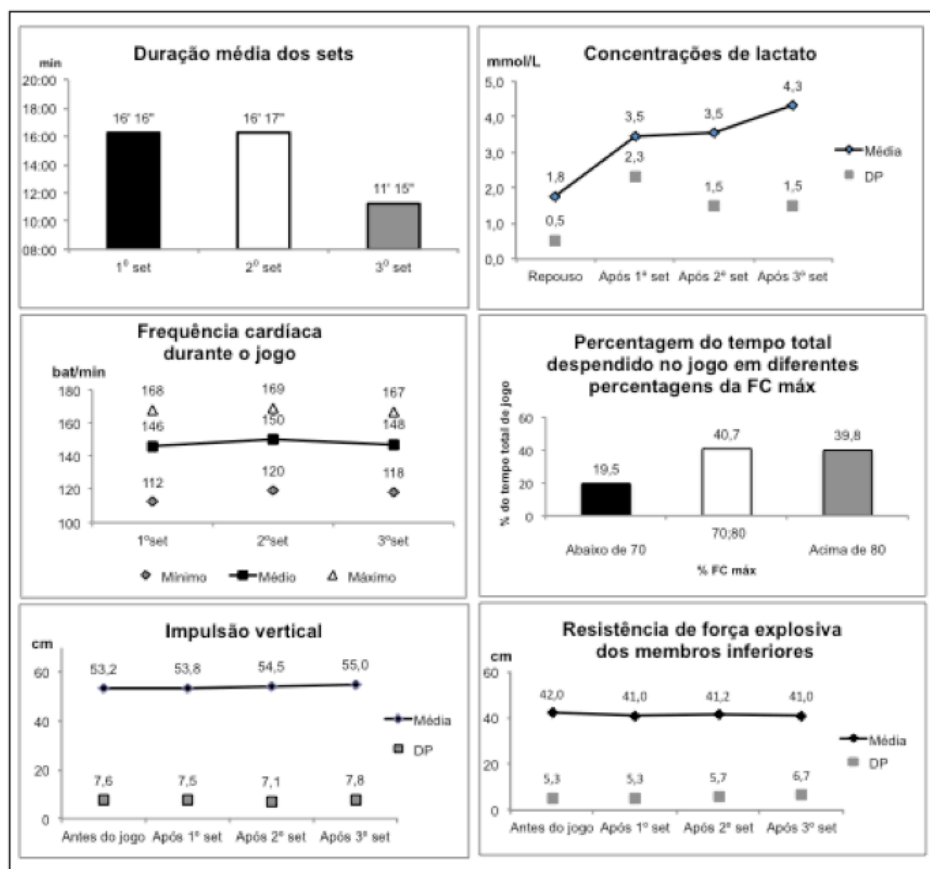 Duração média dos sets
min
20:00
18:00
16:00
14:00
12:00
10:00
08:00
16' 16"
16' 17"
11' 15"
1º set
2º set
3º set
Concentrações de lactato
mmol/L
5,0
4,0
3,0
2,0
1,0
0,0
1,8
3,5
3,5
4,3
0,5
2,3
1,5
1,5
Média
DP
Repouso
Após 1º set
Após 2º set
Após 3º set
Frequência cardíaca
durante o jogo
bat/min
180
160
140
120
100
168
169
167
146
150
148
112
120
118
1ºset
2ºset
3ºset
Mínimo
Médio
Máximo
Percentagem do tempo total
despendido no jogo em diferentes
percentagens da FC máx
% do tempo total de jogo
60
40
20
0
19,5
40,7
39,8
Abaixo de 70
70;80
Acima de 80
% FC máx
Impulsão vertical
cm
60
40
20
0
53,2
53,8
54,5
55,0
7,6
7,5
7,1
7,8
Média
DP
Antes do jogo
Após 1º set
Após 2º set
Após 3º set
Resistência de força explosiva
dos membros inferiores
cm
60
40
20
0
42,0
41,0
41,2
41,0
5,3
5,3
5,7
6,7
Média
DP
Antes do jogo
Após 1º set
Após 2º set
Após 3º set